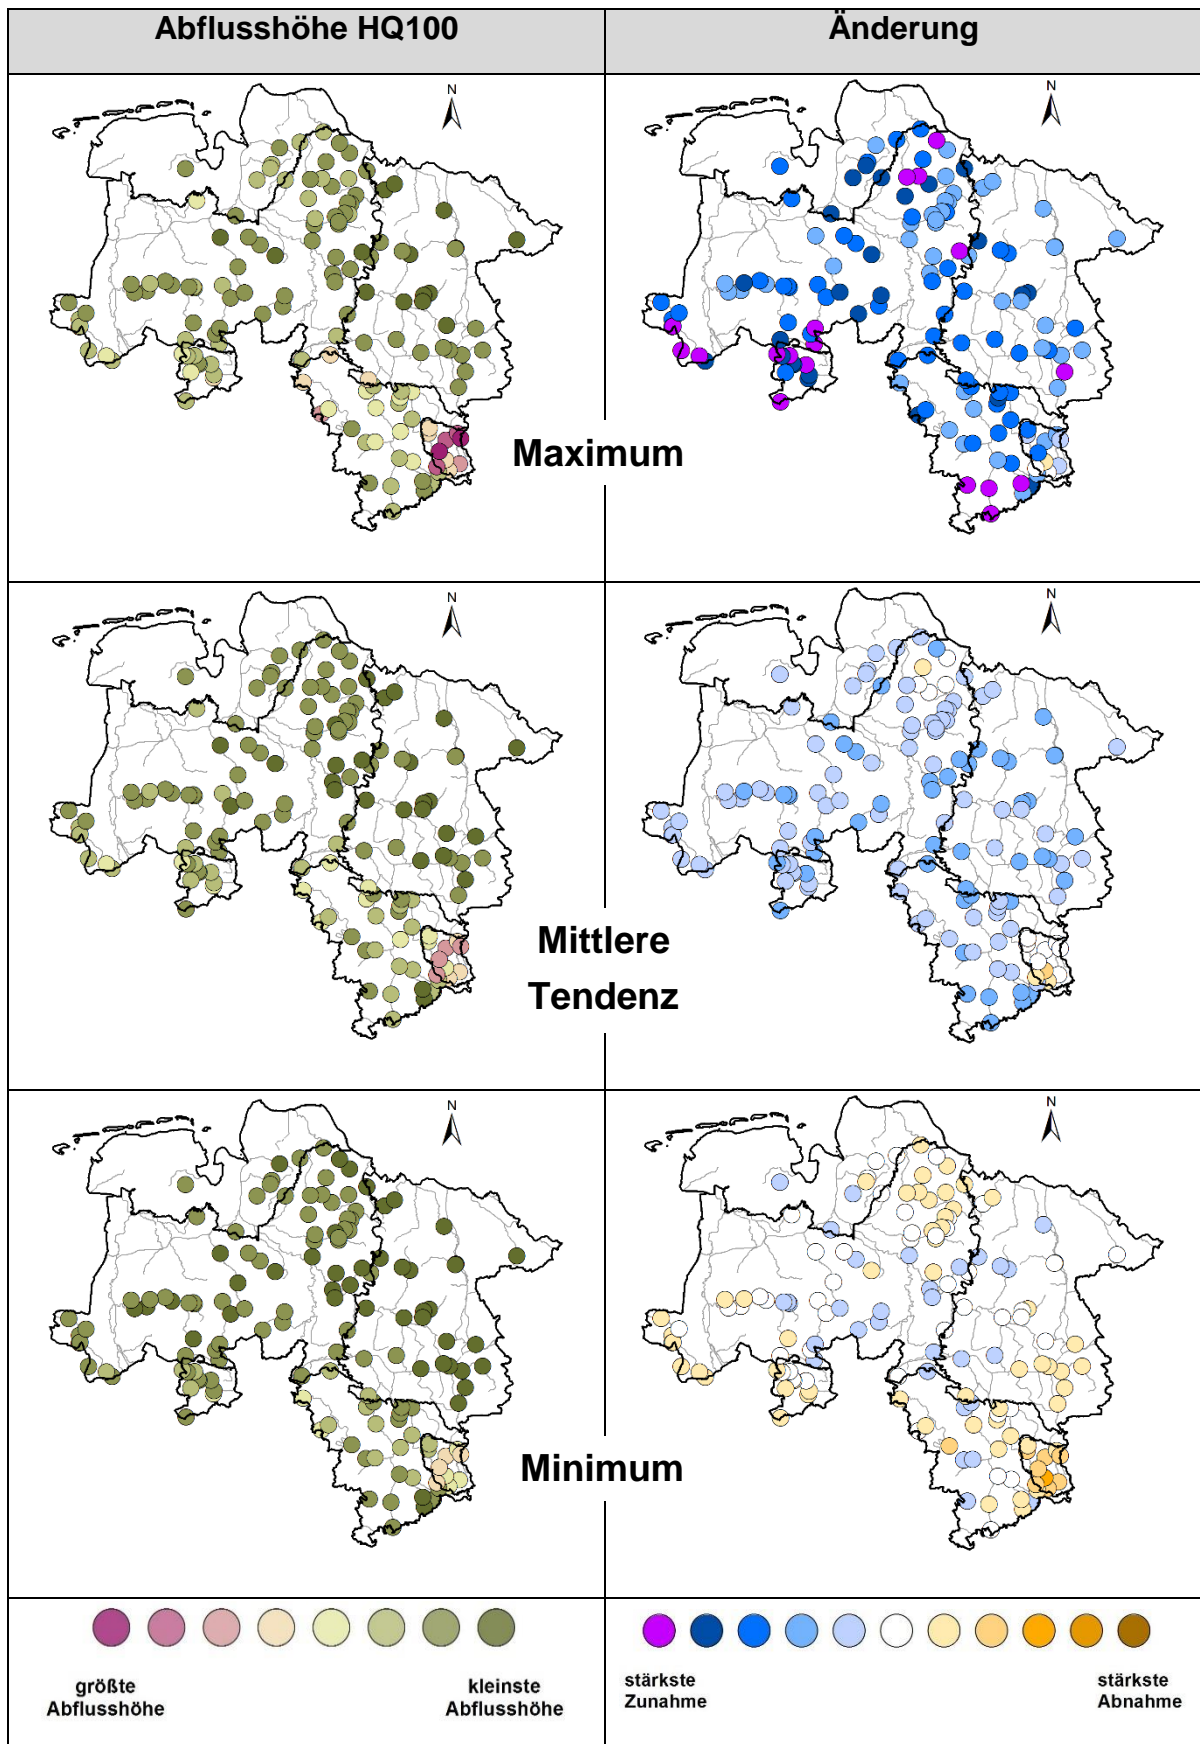 Abflusshöhe HQ100
Änderung
N
N
Maximum
N
N
Mittlere
Tendenz
N
N
Minimum
größte
Abflusshöhe
kleinste
Abflusshöhe
stärkste
Zunahme
stärkste
Abnahme